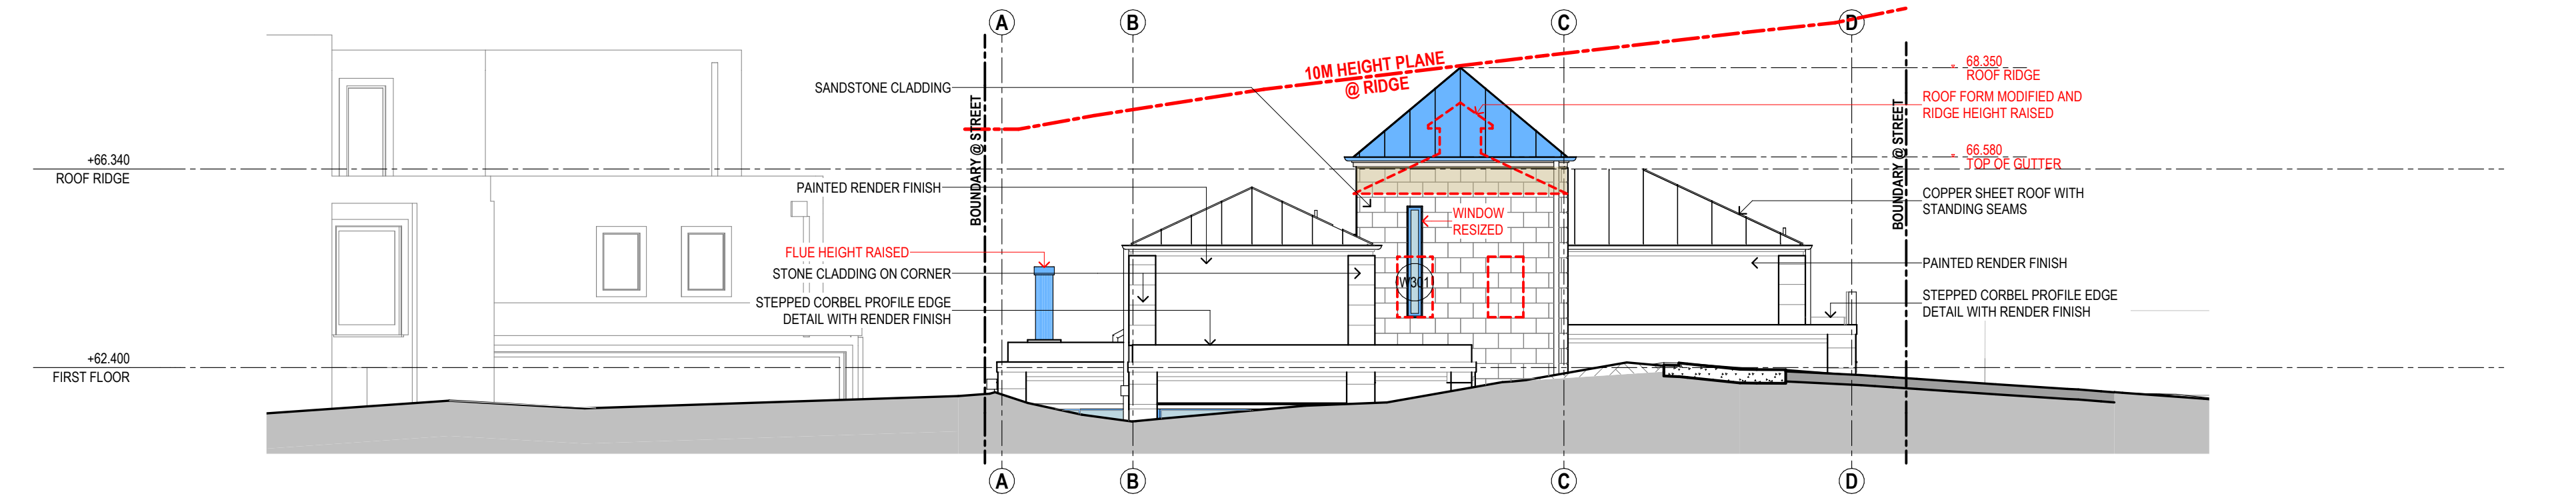 A
B
C
D
10M HEIGHT PLANE
@ RIDGE
68.350
ROOF RIDGE
SANDSTONE CLADDING
BOUNDARY @ STREET
ROOF FORM MODIFIED AND
RIDGE HEIGHT RAISED
BOUNDARY @ STREET
+66.340
ROOF RIDGE
66.580
TOP OF GUTTER
PAINTED RENDER FINISH
COPPER SHEET ROOF WITH
STANDING SEAMS
WINDOW
RESIZED
FLUE HEIGHT RAISED
STONE CLADDING ON CORNER
W301
PAINTED RENDER FINISH
STEPPED CORBEL PROFILE EDGE
DETAIL WITH RENDER FINISH
STEPPED CORBEL PROFILE EDGE
DETAIL WITH RENDER FINISH
+62.400
FIRST FLOOR
A
B
C
D